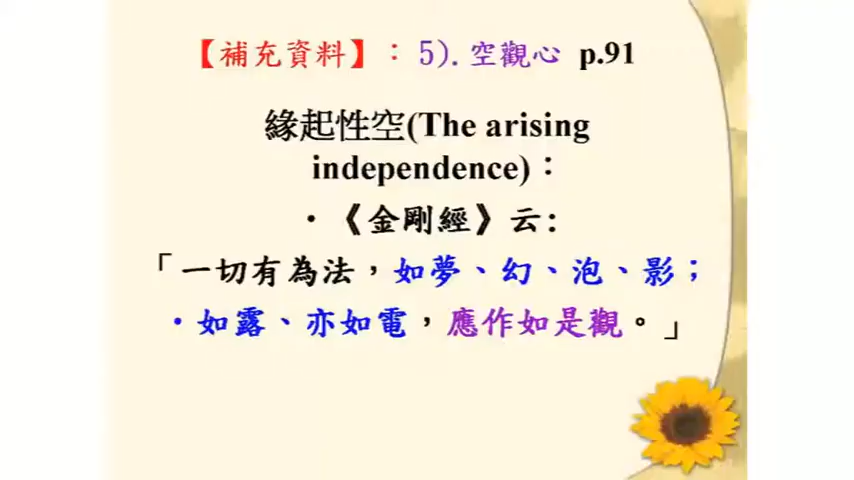 【補充資料】：5).空觀心 p.91
緣起性空(The arising
independence)：
・《金剛經》云:
「一切有為法，如夢、幻、泡、影；
・如露、亦如電，應作如是觀。」